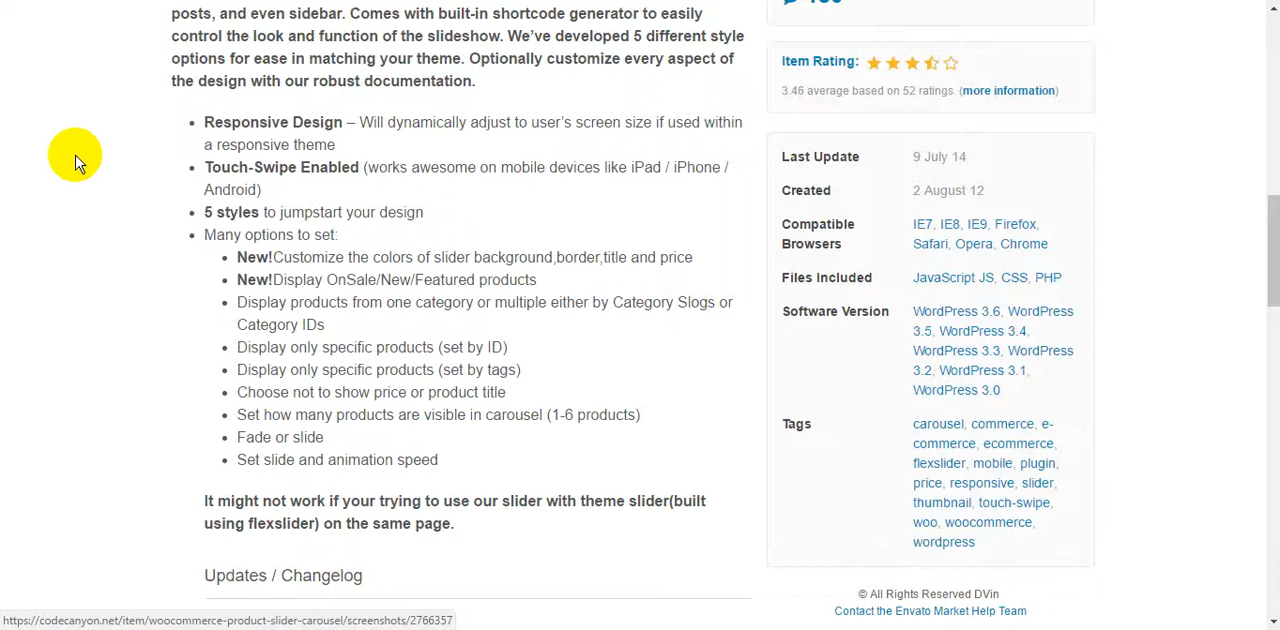 posts, and even sidebar. Comes with built-in shortcode generator to easily
control the look and function of the slideshow. We've developed 5 different style
options for ease in matching your theme. Optionally customize every aspect of
the design with our robust documentation.
Responsive Design – Will dynamically adjust to user's screen size if used within
a responsive theme
Touch-Swipe Enabled (works awesome on mobile devices like iPad / iPhone /
Android)
5 styles to jumpstart your design
Many options to set:
New!Customize the colors of slider background,border,title and price
New!Display OnSale/New/Featured products
Display products from one category or multiple either by Category Slogs or
Category IDs
Display only specific products (set by ID)
Display only specific products (set by tags)
Choose not to show price or product title
Set how many products are visible in carousel (1-6 products)
Fade or slide
Set slide and animation speed
It might not work if your trying to use our slider with theme slider(built
using flexslider) on the same page.
Updates / Changelog
Item Rating:
3.46 average based on 52 ratings. (more information)
Last Update 9 July 14
Created 2 August 12
Compatible IE7, IE8, IE9, Firefox,
Browsers Safari, Opera, Chrome
Files Included JavaScript JS, CSS, PHP
Software Version WordPress 3.6, WordPress
3.5, WordPress 3.4,
WordPress 3.3, WordPress
3.2, WordPress 3.1,
WordPress 3.0
Tags carousel, commerce, e-
commerce, ecommerce,
flexslider, mobile, plugin,
price, responsive, slider,
thumbnail, touch-swipe,
woo, woocommerce,
wordpress
© All Rights Reserved DVin
Contact the Envato Market Help Team
https://codecanyon.net/item/woocommerce-product-slider-carousel/screenshots/2766357